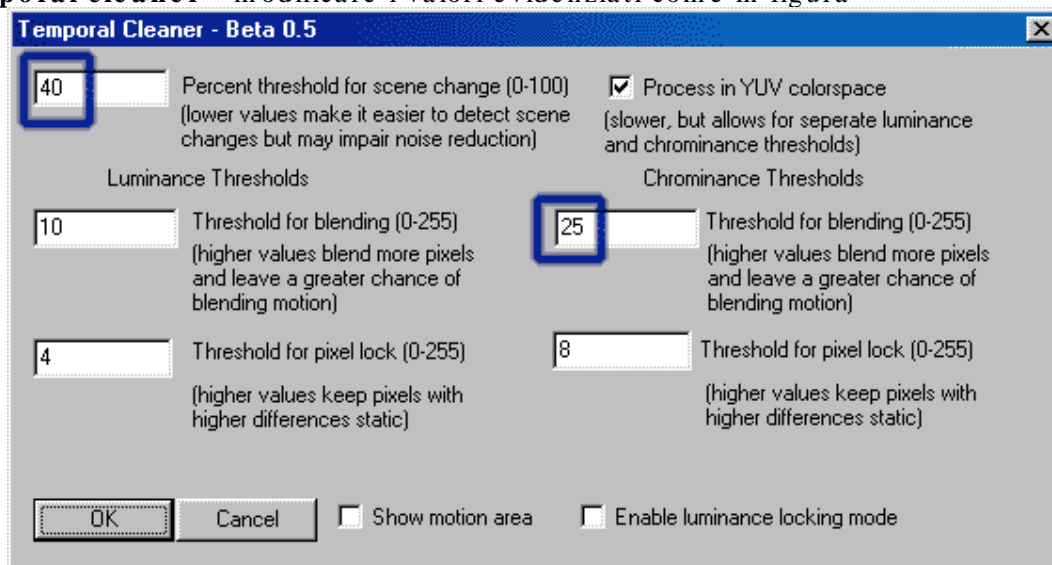 modificare i valori evidenziati come in figura
Temporal Cleaner - Beta 0.5
40
Percent threshold for scene change (0-100)
(lower values make it easier to detect scene
changes but may impair noise reduction)
Process in YUV colorspace
(slower, but allows for seperate luminance
and chrominance thresholds)
Luminance Thresholds
10
Threshold for blending (0-255)
(higher values blend more pixels
and leave a greater chance of
blending motion)
4
Threshold for pixel lock (0-255)
(higher values keep pixels with
higher differences static)
Chrominance Thresholds
25
Threshold for blending (0-255)
(higher values blend more pixels
and leave a greater chance of
blending motion)
8
Threshold for pixel lock (0-255)
(higher values keep pixels with
higher differences static)
OK
Cancel
Show motion area
Enable luminance locking mode